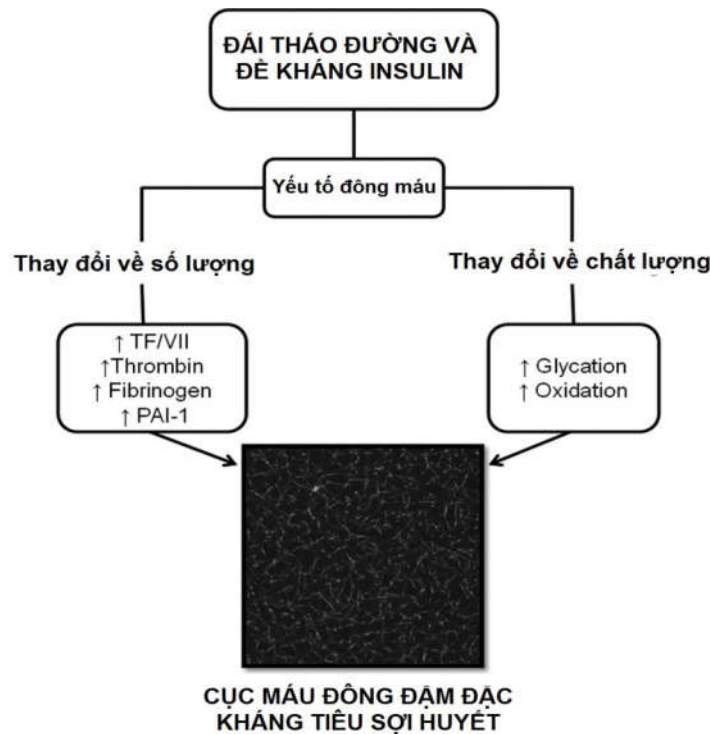 ĐÁI THÁO ĐƯỜNG VÀ
ĐỀ KHÁNG INSULIN
Yếu tố đông máu
Thay đổi về số lượng
Thay đổi về chất lượng
↑ TF/VII
↑Thrombin
↑ Fibrinogen
↑ PAI-1
↑ Glycation
↑ Oxidation
CỤC MÁU ĐÔNG ĐẬM ĐẶC
KHÁNG TIÊU SỢI HUYẾT